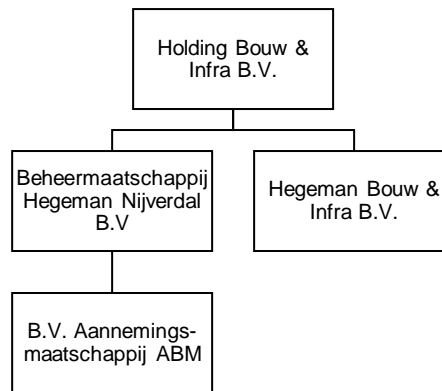 Holding Bouw &
Infra B.V.
Beheermaatschappij
Hegeman Nijverdal
B.V
Hegeman Bouw &
Infra B.V.
B.V. Aannemings-
maatschappij ABM